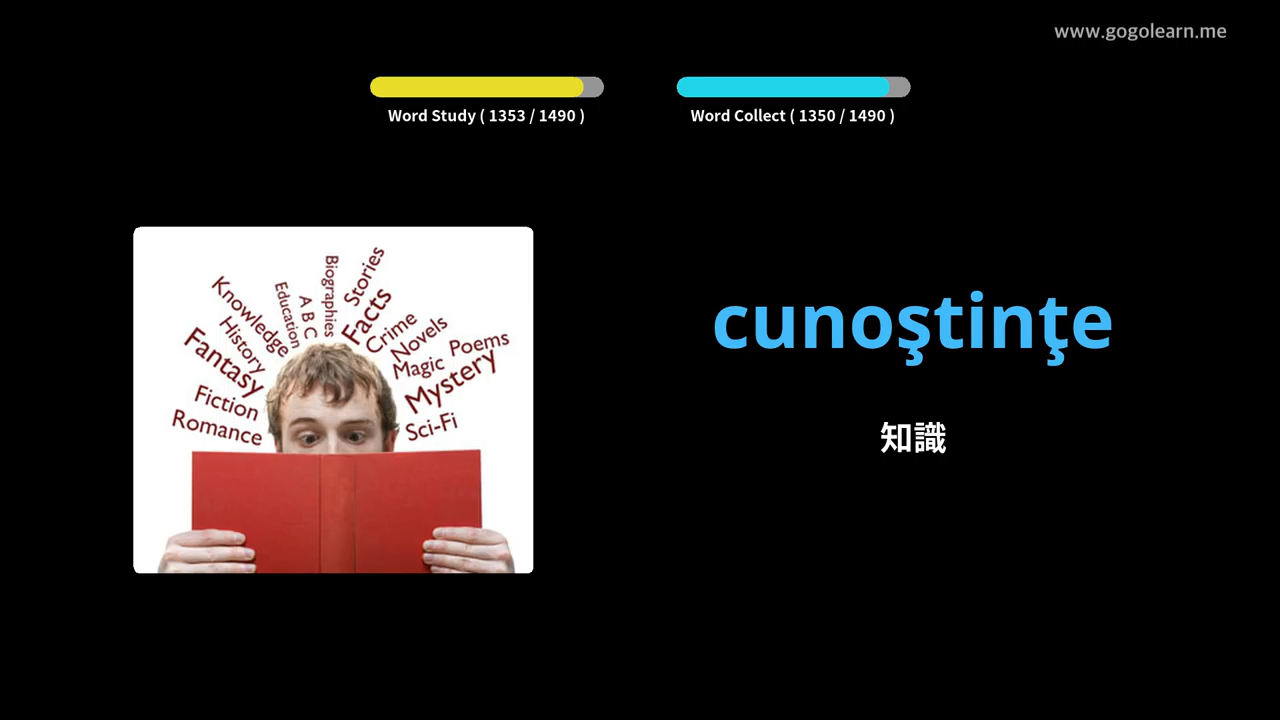 www.gogolearn.me
Word Study ( 1353 / 1490 )
Word Collect ( 1350 / 1490 )
Knowledge
Education
A B C
Biographies
Stories
Facts
History
Crime
Novels
Fantasy
Magic
Poems
Mystery
Fiction
Romance
Sci-Fi
cunoştinţe
知識